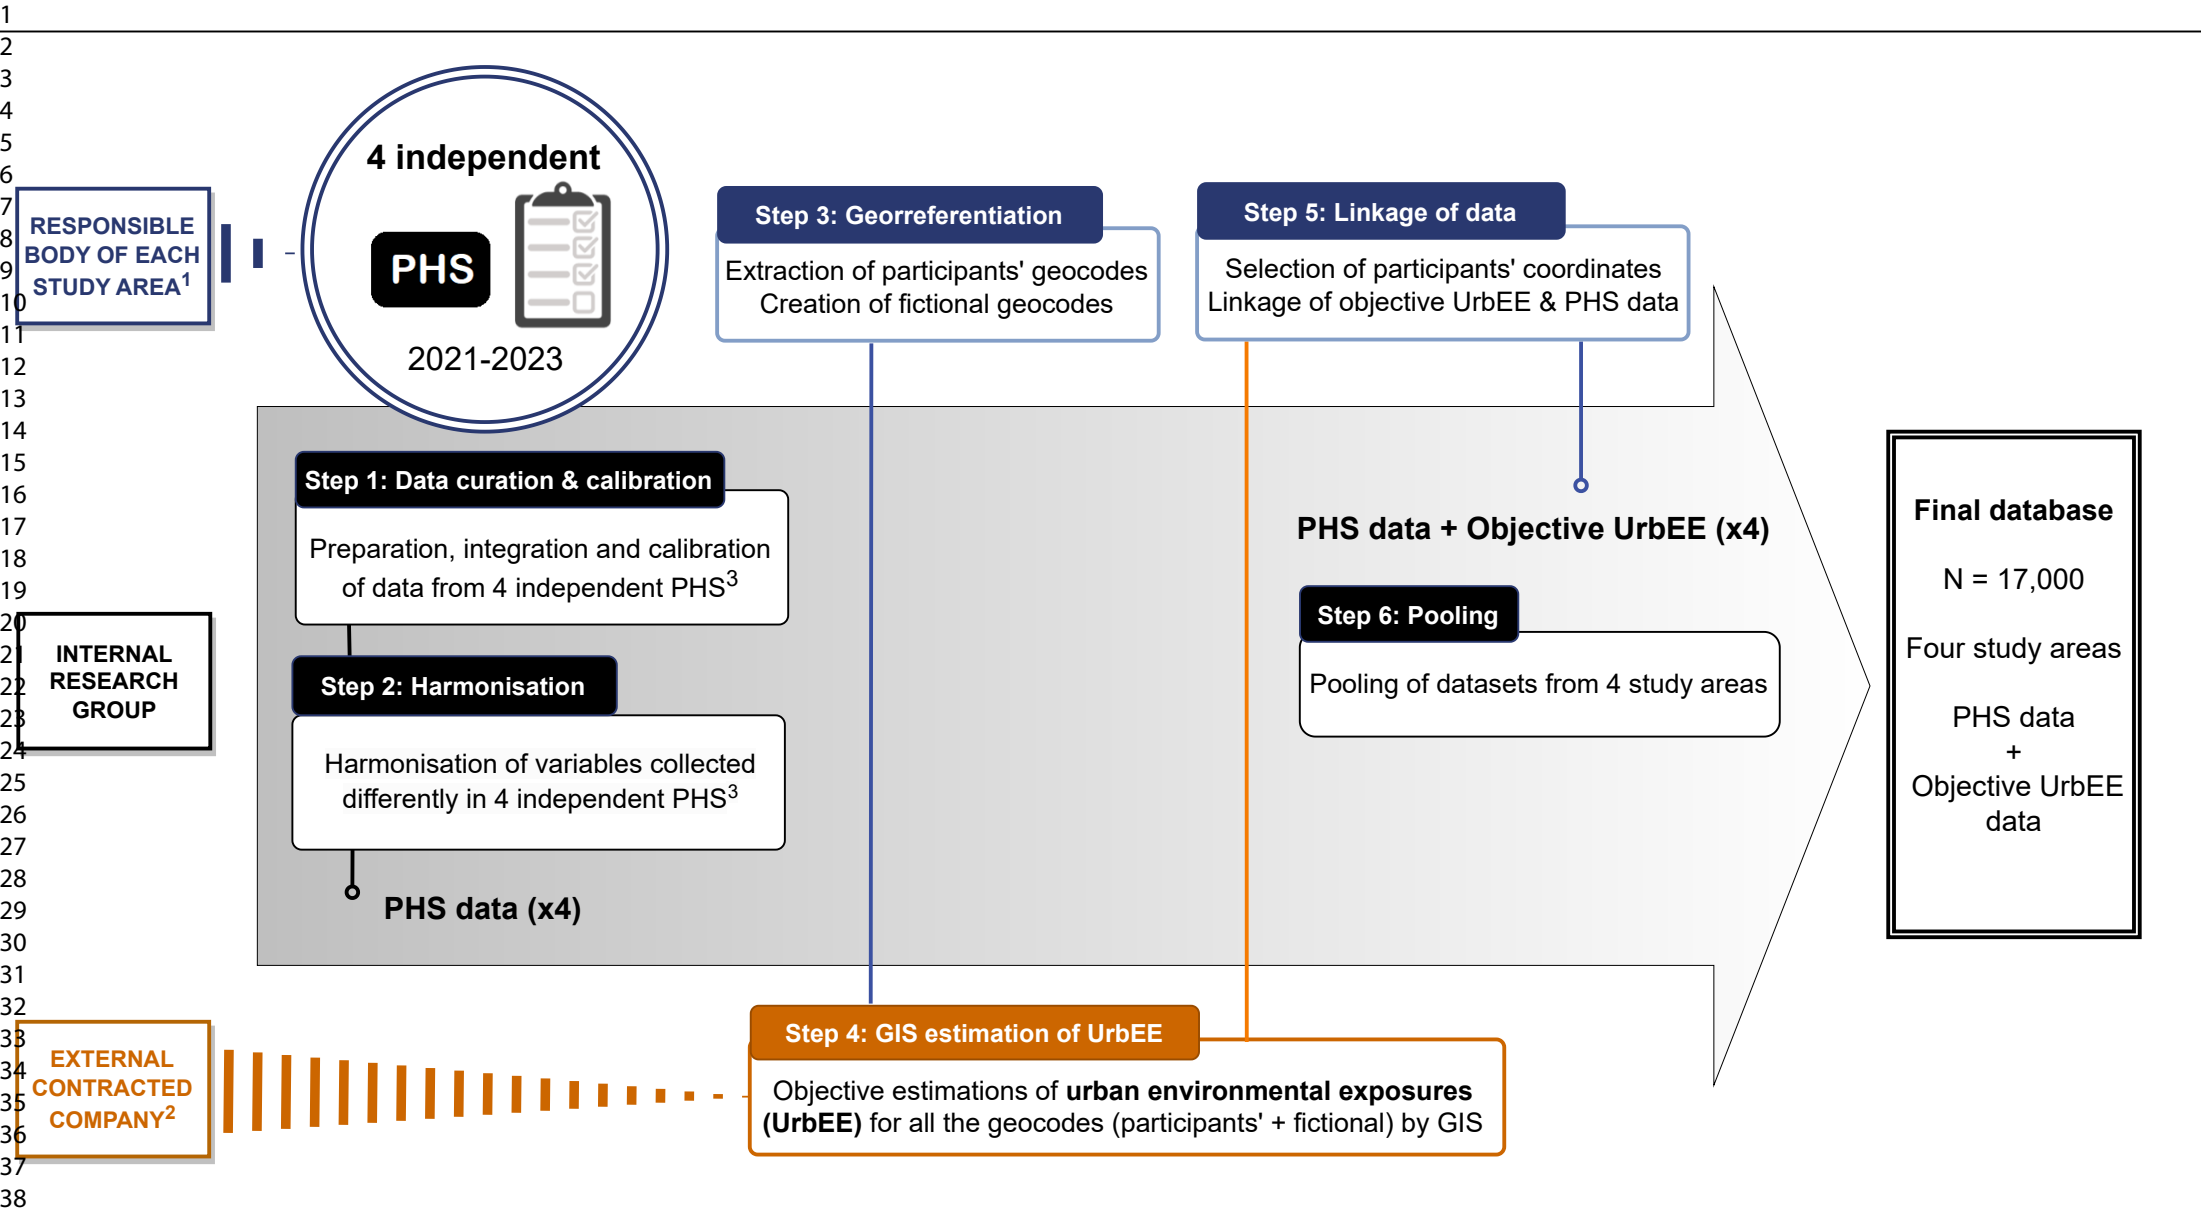 1
2
3
4
5
6
7
8
9
10
11
12
13
14
15
16
17
18
19
20
21
22
23
24
25
26
27
28
29
30
31
32
33
34
35
36
37
38
RESPONSIBLE
BODY OF EACH
STUDY AREA1
4 independent
PHS
2021-2023
Step 3: Georreferentiation
Extraction of participants' geocodes
Creation of fictional geocodes
Step 5: Linkage of data
Selection of participants' coordinates
Linkage of objective UrbEE & PHS data
INTERNAL
RESEARCH
GROUP
Step 1: Data curation & calibration
Preparation, integration and calibration
of data from 4 independent PHS3
Step 2: Harmonisation
Harmonisation of variables collected
differently in 4 independent PHS3
PHS data (x4)
PHS data + Objective UrbEE (x4)
Step 6: Pooling
Pooling of datasets from 4 study areas
Final database
N = 17,000
Four study areas
PHS data
+
Objective UrbEE
data
EXTERNAL
CONTRACTED
COMPANY2
Step 4: GIS estimation of UrbEE
Objective estimations of urban environmental exposures
(UrbEE) for all the geocodes (participants' + fictional) by GIS